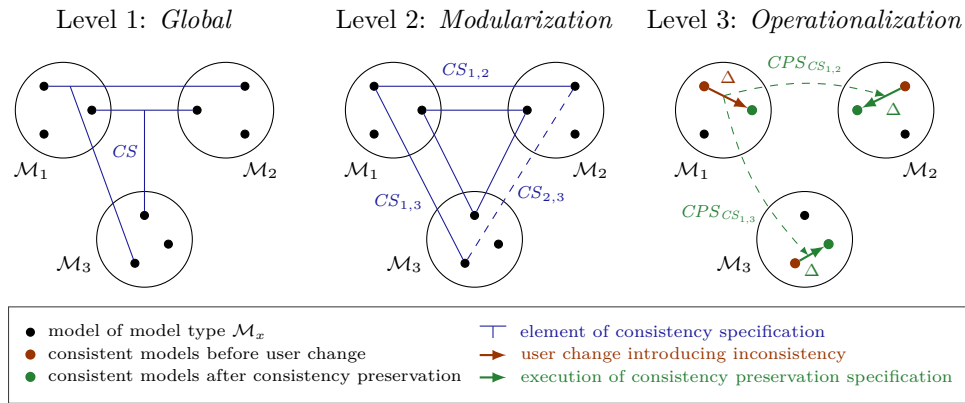 Level 1: Global
Level 2: Modularization
Level 3: Operationalization
CS
M₁
M₂
M₃
CS₁,₂
CS₁,₃
CS₂,₃
M₁
M₂
M₃
CPS_CS₁,₂
Δ
Δ
CPS_CS₁,₃
Δ
M₁
M₂
M₃
model of model type Mₓ
consistent models before user change
consistent models after consistency preservation
element of consistency specification
user change introducing inconsistency
execution of consistency preservation specification